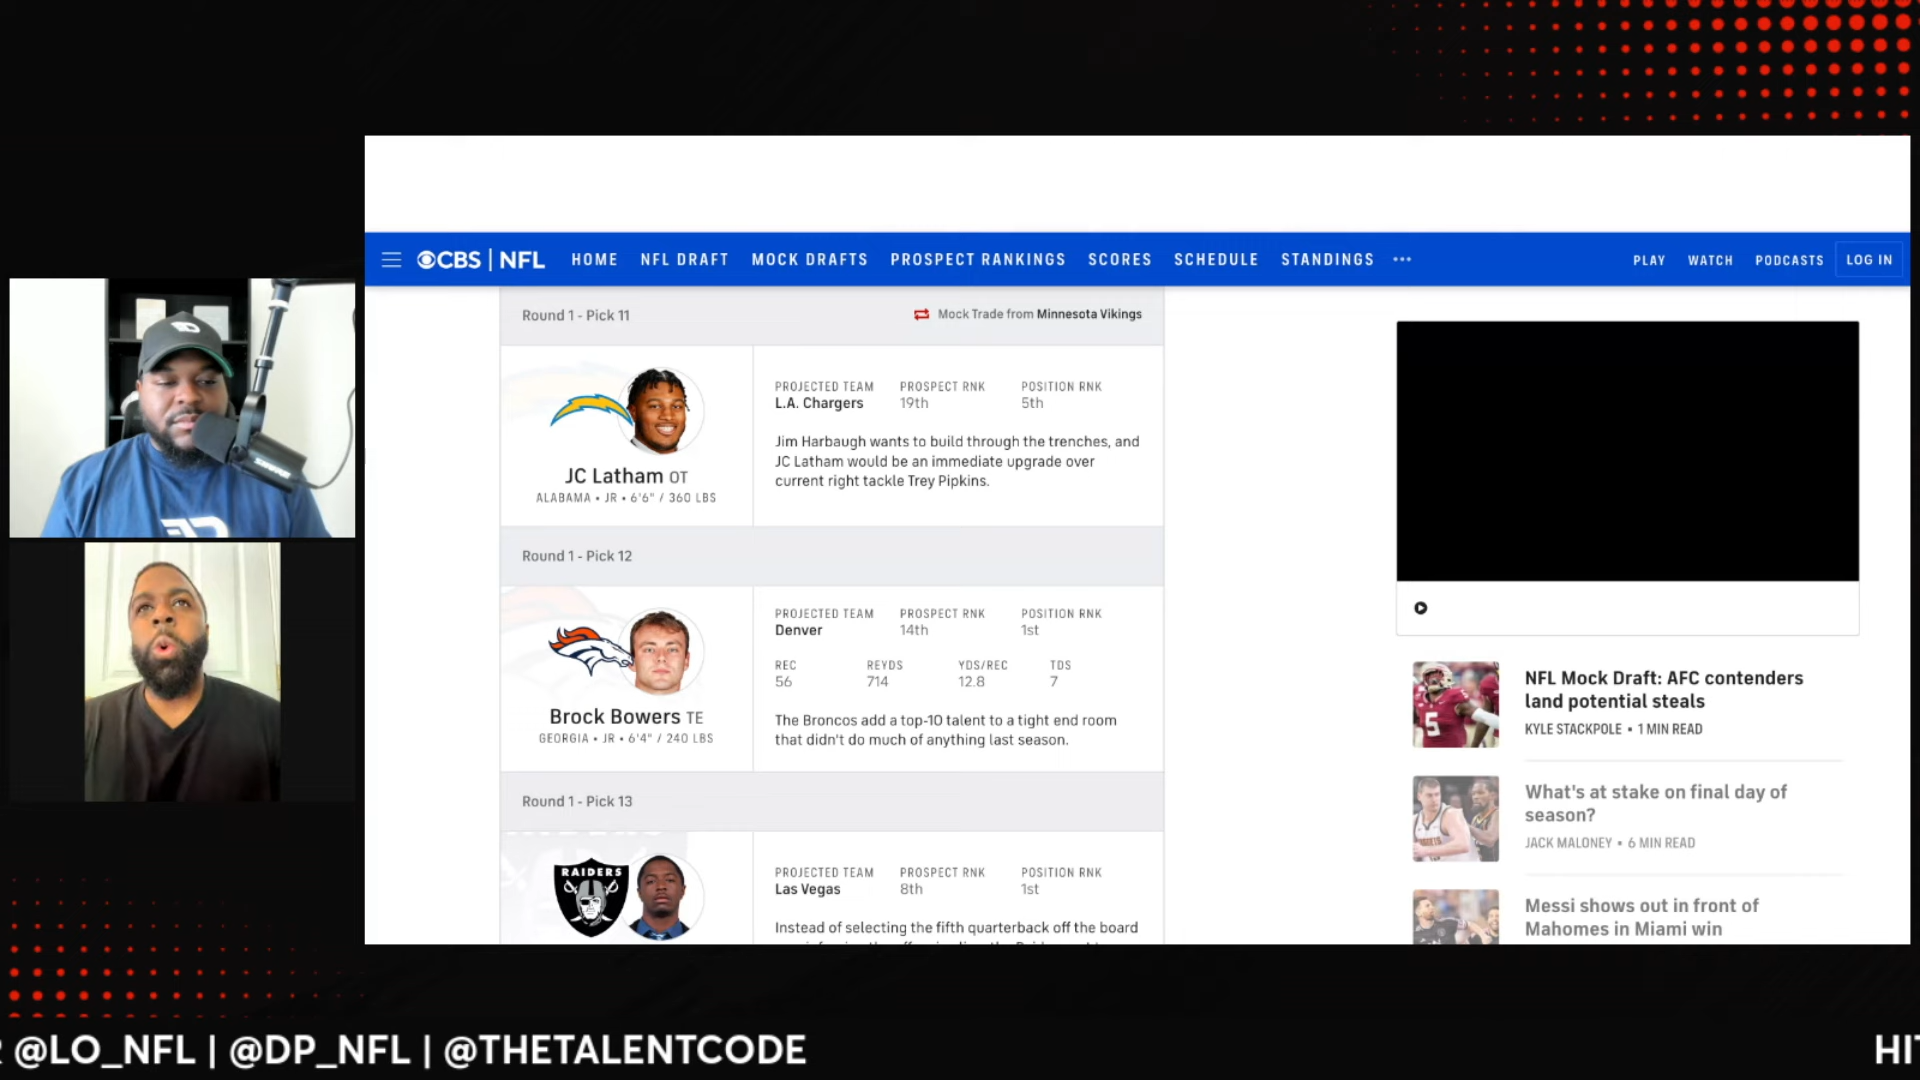 CBS | NFL HOME NFL DRAFT MOCK DRAFTS PROSPECT RANKINGS SCORES SCHEDULE STANDINGS ••• PLAY WATCH PODCASTS LOG IN
Round 1 - Pick 11
Mock Trade from Minnesota Vikings
JC Latham OT
ALABAMA • JR • 6'6" / 360 LBS
PROJECTED TEAM PROSPECT RNK POSITION RNK
L.A. Chargers 19th 5th
Jim Harbaugh wants to build through the trenches, and
JC Latham would be an immediate upgrade over
current right tackle Trey Pipkins.
Round 1 - Pick 12
Brock Bowers TE
GEORGIA • JR • 6'4" / 240 LBS
PROJECTED TEAM PROSPECT RNK POSITION RNK
Denver 14th 1st
REC REYDS YDS/REC TDS
56 714 12.8 7
The Broncos add a top-10 talent to a tight end room
that didn't do much of anything last season.
Round 1 - Pick 13
RAIDERS
PROJECTED TEAM PROSPECT RNK POSITION RNK
Las Vegas 8th 1st
Instead of selecting the fifth quarterback off the board
NFL Mock Draft: AFC contenders
land potential steals
KYLE STACKPOLE • 1 MIN READ
5
What's at stake on final day of
season?
JACK MALONEY • 6 MIN READ
Messi shows out in front of
Mahomes in Miami win
SHURE
R @LO_NFL | @DP_NFL | @THETALENTCODE
HIT